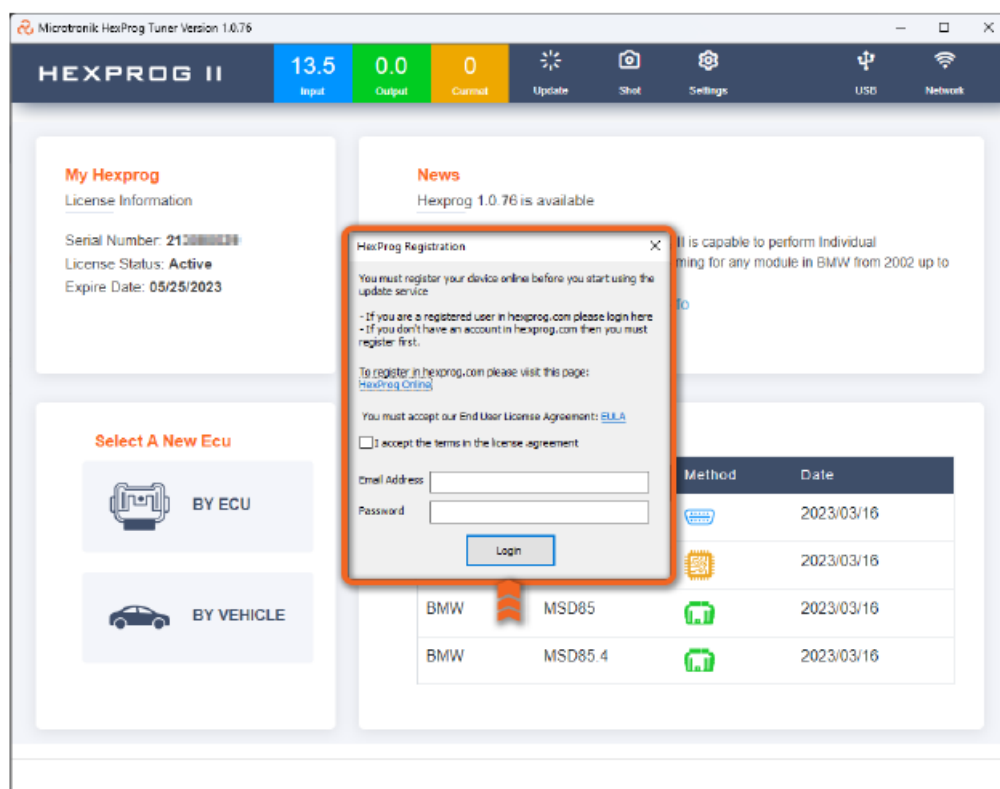 Microtronik HexProg Tuner Version 1.0.76
HEXPROG II
13.5
Input
0.0
Output
0
Current
Update
Shot
Settings
USB
Network
My Hexprog
License Information
Serial Number: 213
License Status: Active
Expire Date: 05/25/2023
News
Hexprog 1.0.76 is available
II is capable to perform Individual
ming for any module in BMW from 2002 up to
fo
HexProg Registration
You must register your device online before you start using the
update service
- If you are a registered user in hexprog.com please login here
- If you don't have an account in hexprog.com then you must
register first.
To register in hexprog.com please visit this page:
HexProg Online
You must accept our End User License Agreement: EULA
I accept the terms in the license agreement
Email Address
Password
Login
Select A New Ecu
BY ECU
BY VEHICLE
Method Date
2023/03/16
2023/03/16
BMW MSD85 2023/03/16
BMW MSD85.4 2023/03/16